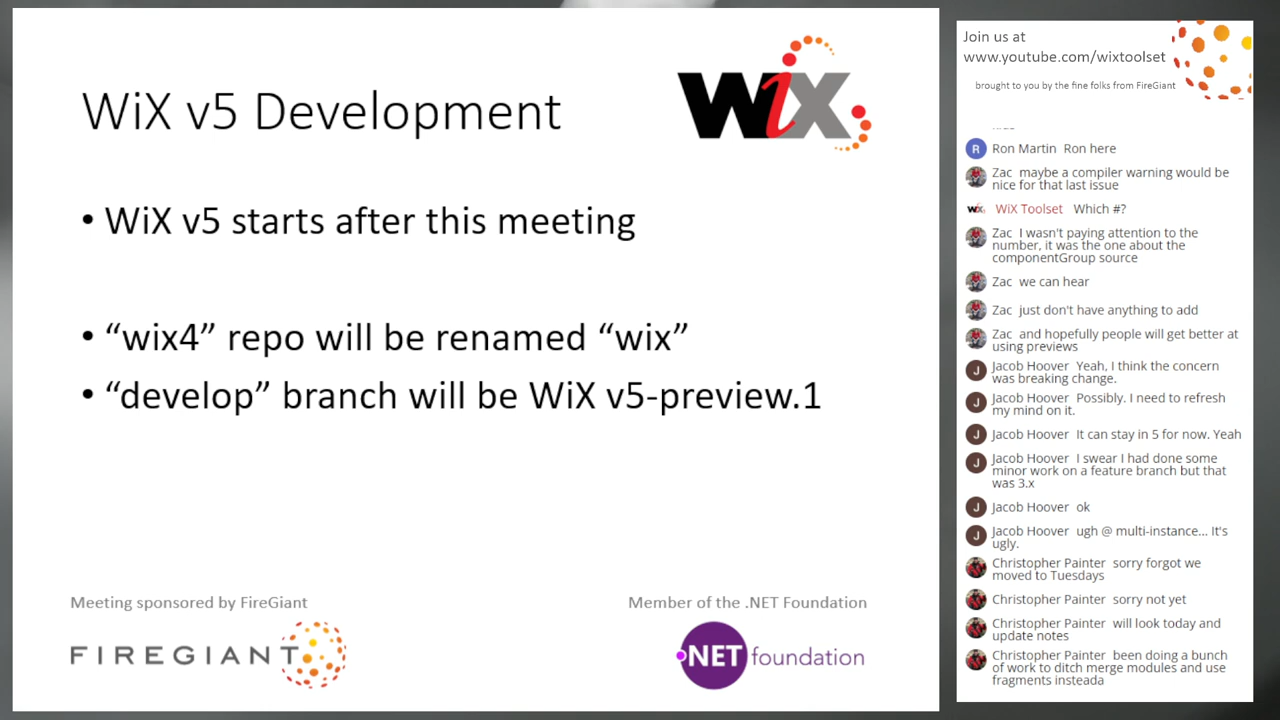 WiX v5 Development
WiX
• WiX v5 starts after this meeting
• “wix4” repo will be renamed “wix”
• “develop” branch will be WiX v5-preview.1
Meeting sponsored by FireGiant
FIREGIANT
Member of the .NET Foundation
.NET foundation
Join us at
www.youtube.com/wixtoolset
brought to you by the fine folks from FireGiant
R Ron Martin Ron here
Zac maybe a compiler warning would be
nice for that last issue
WiX WiX Toolset Which #?
Zac I wasn't paying attention to the
number, it was the one about the
componentGroup source
Zac we can hear
Zac just don't have anything to add
Zac and hopefully people will get better at
using previews
J Jacob Hoover Yeah, I think the concern
was breaking change.
J Jacob Hoover Possibly. I need to refresh
my mind on it.
J Jacob Hoover It can stay in 5 for now. Yeah
J Jacob Hoover I swear I had done some
minor work on a feature branch but that
was 3.x
J Jacob Hoover ok
J Jacob Hoover ugh @ multi-instance... It's
ugly.
Christopher Painter sorry forgot we
moved to Tuesdays
Christopher Painter sorry not yet
Christopher Painter will look today and
update notes
Christopher Painter been doing a bunch
of work to ditch merge modules and use
fragments insteada